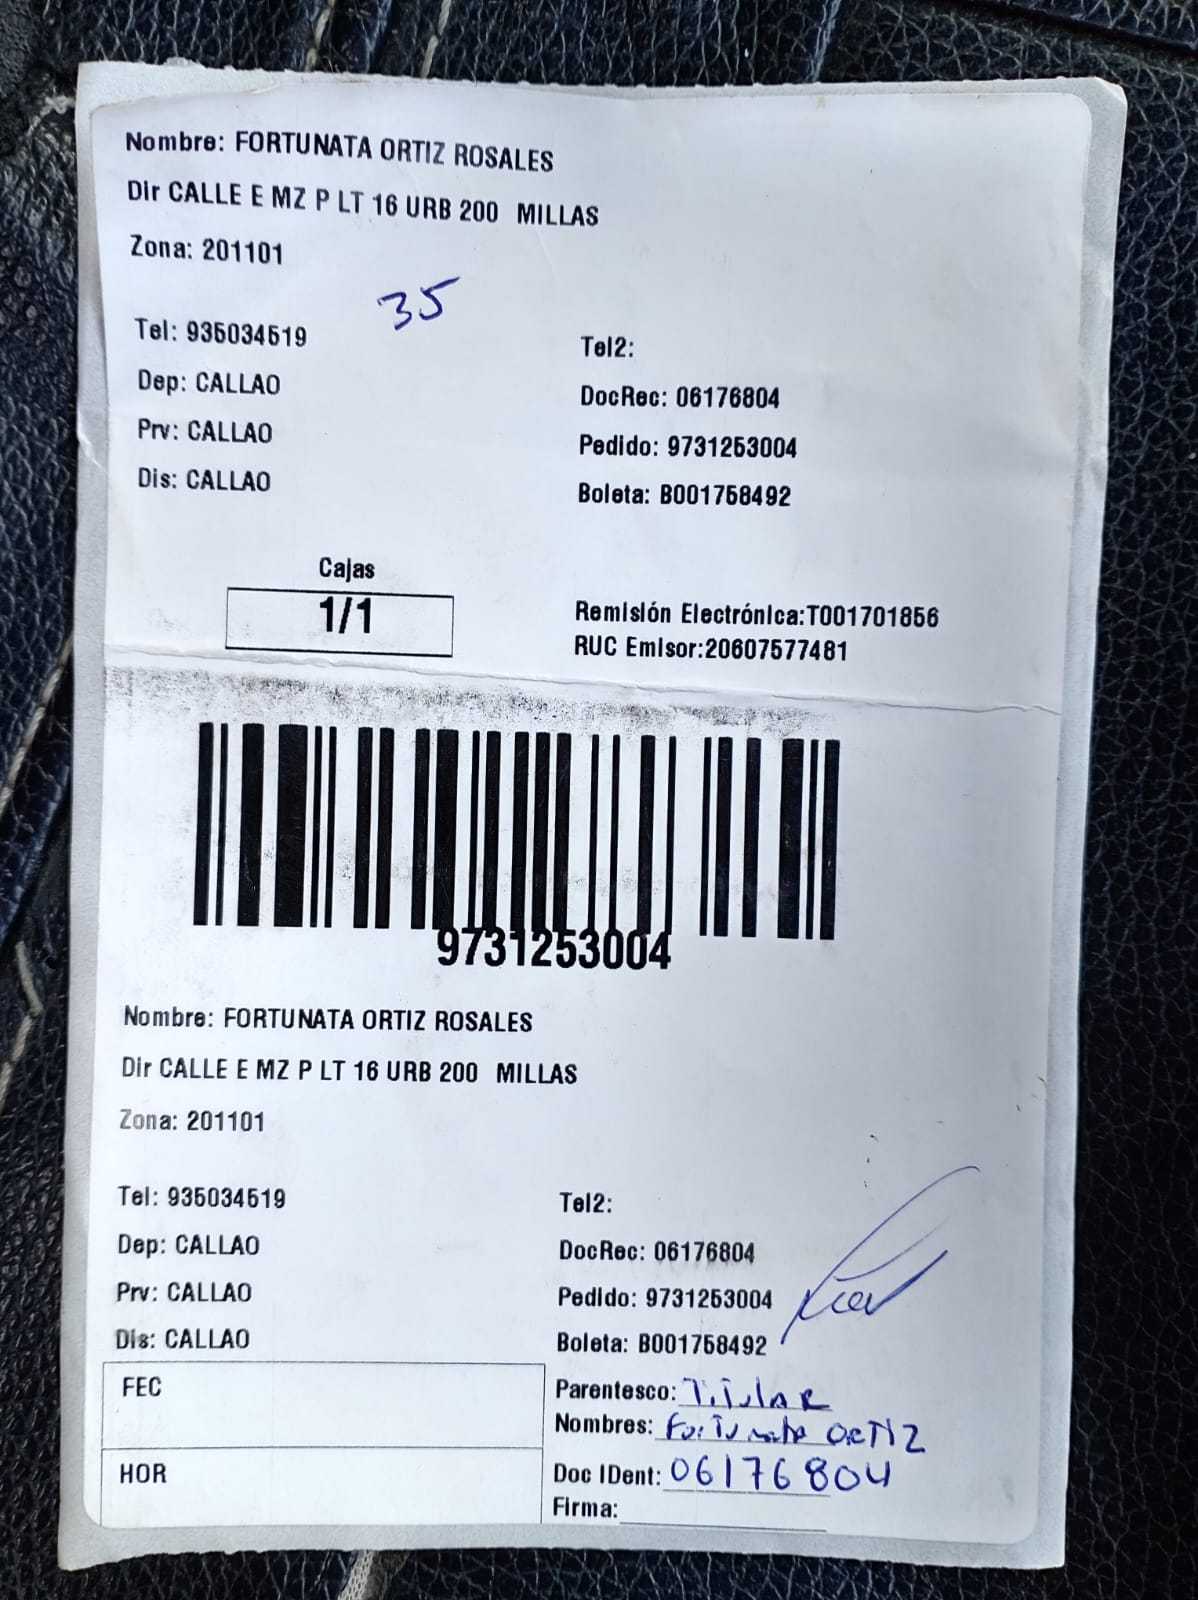 Nombre: FORTUNATA ORTIZ ROSALES
Dir CALLE E MZ P LT 16 URB 200 MILLAS
Zona: 201101
35
Tel: 935034519
Tel2:
Dep: CALLAO
DocRec: 06176804
Prv: CALLAO
Pedido: 9731253004
Dis: CALLAO
Boleta: B001758492
Cajas
1/1
Remisión Electrónica:T001701856
RUC Emisor:20607577481
9731253004
Nombre: FORTUNATA ORTIZ ROSALES
Dir CALLE E MZ P LT 16 URB 200 MILLAS
Zona: 201101
Tel: 935034519
Tel2:
Dep: CALLAO
DocRec: 06176804
Prv: CALLAO
Pedido: 9731253004
Dis: CALLAO
Boleta: B001758492
FEC
Parentesco: TiTulAR
Nombres: ForTunata ORTIZ
HOR
Doc IDent: 06176804
Firma: